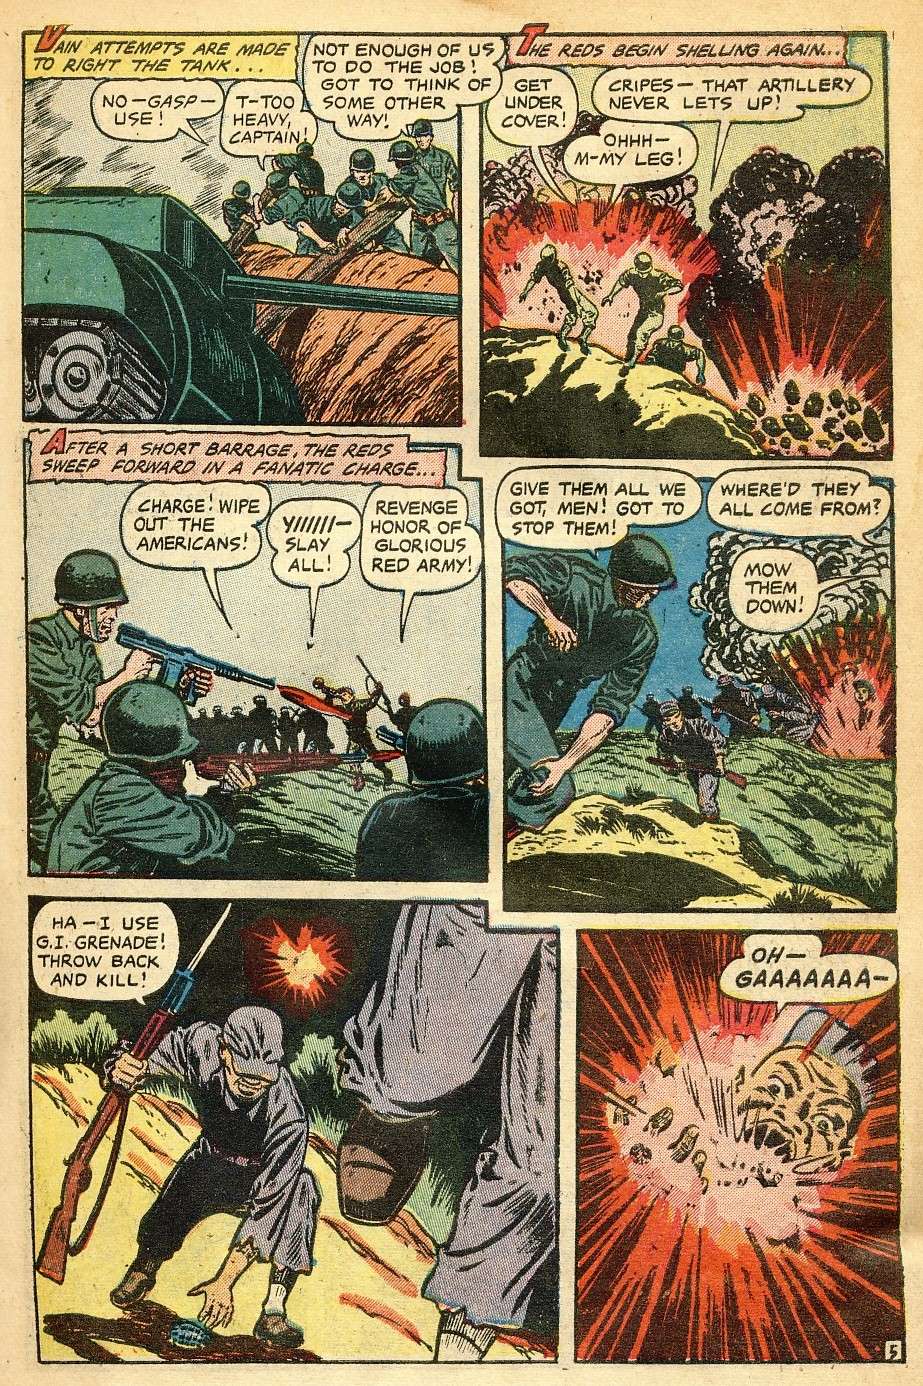 VAIN ATTEMPTS ARE MADE
TO RIGHT THE TANK...
NO-GASP-
USE!
T-TOO
HEAVY,
CAPTAIN!
NOT ENOUGH OF US
TO DO THE JOB!
GOT TO THINK OF
SOME OTHER
WAY!
THE REDS BEGIN SHELLING AGAIN...
GET
UNDER
COVER!
OHHH-
M-MY LEG!
CRIPES- THAT ARTILLERY
NEVER LETS UP!
AFTER A SHORT BARRAGE, THE REDS
SWEEP FORWARD IN A FANATIC CHARGE...
CHARGE! WIPE
OUT THE
AMERICANS!
YIIIIII-
SLAY
ALL!
REVENGE
HONOR OF
GLORIOUS
RED ARMY!
GIVE THEM ALL WE
GOT, MEN! GOT TO
STOP THEM!
WHERE'D THEY
ALL COME FROM?
MOW
THEM
DOWN!
HA-I USE
G.I. GRENADE!
THROW BACK
AND KILL!
OH-
GAAAAAAA-
5